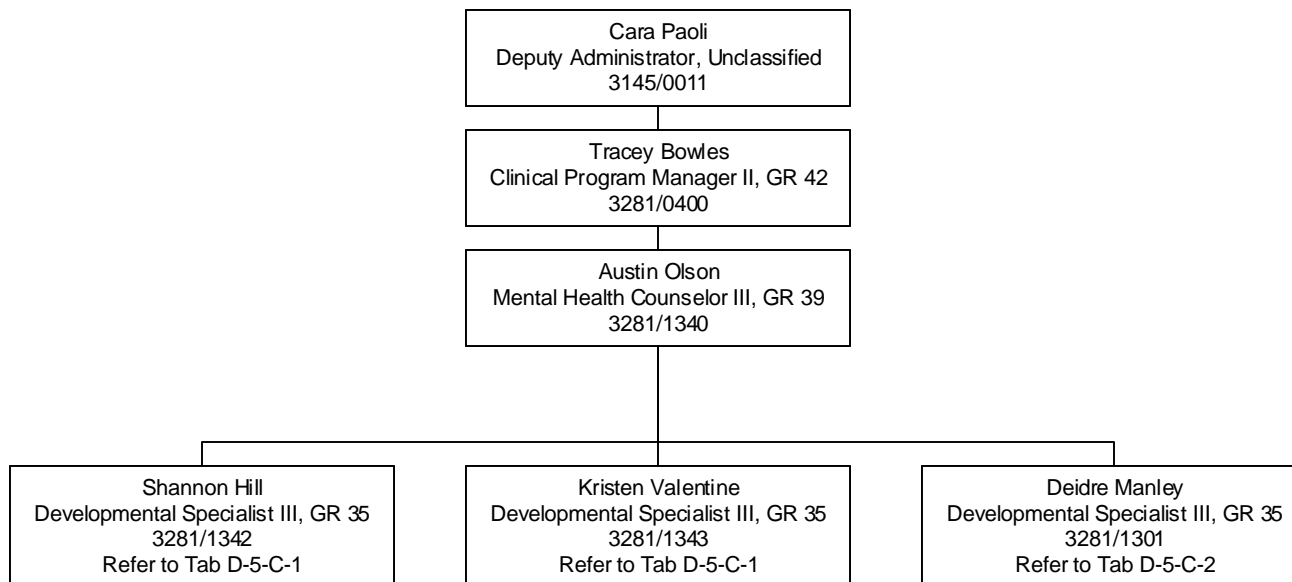 Cara Paoli
Deputy Administrator, Unclassified
3145/0011
Tracey Bowles
Clinical Program Manager II, GR 42
3281/0400
Austin Olson
Mental Health Counselor III, GR 39
3281/1340
Shannon Hill
Developmental Specialist III, GR 35
3281/1342
Refer to Tab D-5-C-1
Kristen Valentine
Developmental Specialist III, GR 35
3281/1343
Refer to Tab D-5-C-1
Deidre Manley
Developmental Specialist III, GR 35
3281/1301
Refer to Tab D-5-C-2